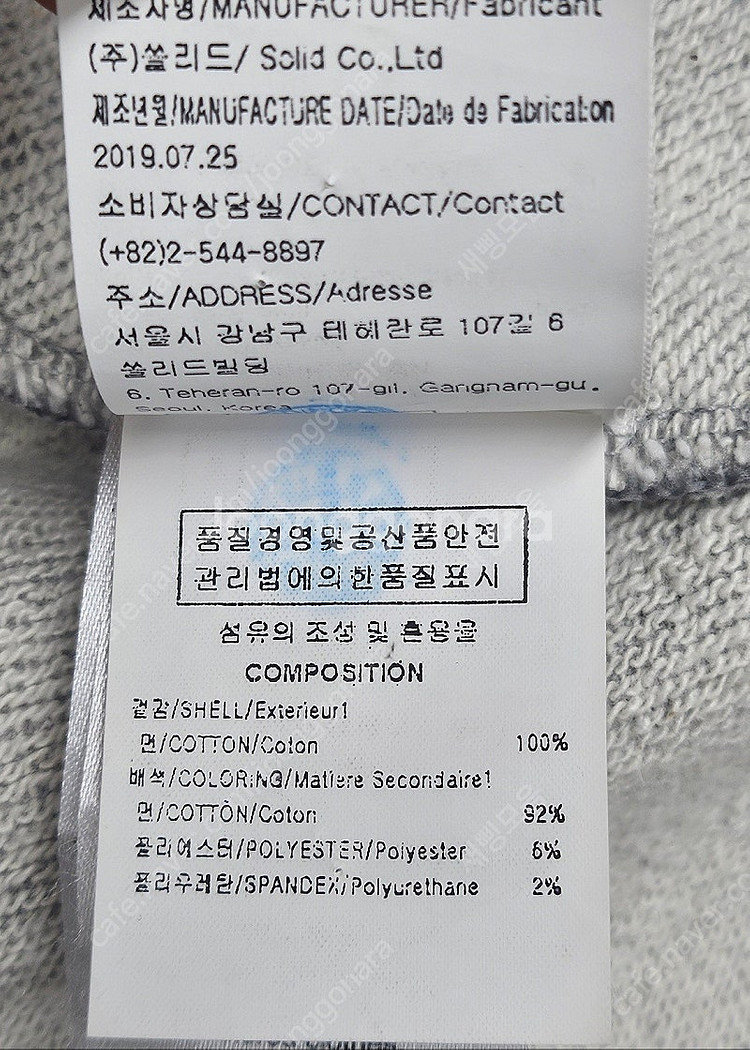 제조자명/MANUFACTURER/Fabricant
(주)쏠리드/ Solid Co.,Ltd
제조년월/MANUFACTURE DATE/Date de Fabrication
2019.07.25
소비자상담실/CONTACT/Contact
(+82)2-544-8897
주소/ADDRESS/Adresse
서울시 강남구 테헤란로 107길 6
쏠리드빌딩
6. Teheran-ro 107-gil. Gangnam-gu.
Seoul. Korea
품질경영및공산품안전
관리법에의한품질표시
섬유의 조성 및 혼용율
COMPOSITION
겉감/SHELL/Exterieur1
면/COTTON/Coton 100%
배색/COLORING/Matiere Secondaire1
면/COTTON/Coton 92%
폴리에스터/POLYESTER/Polyester 6%
폴리우레탄/SPANDEX/Polyurethane 2%